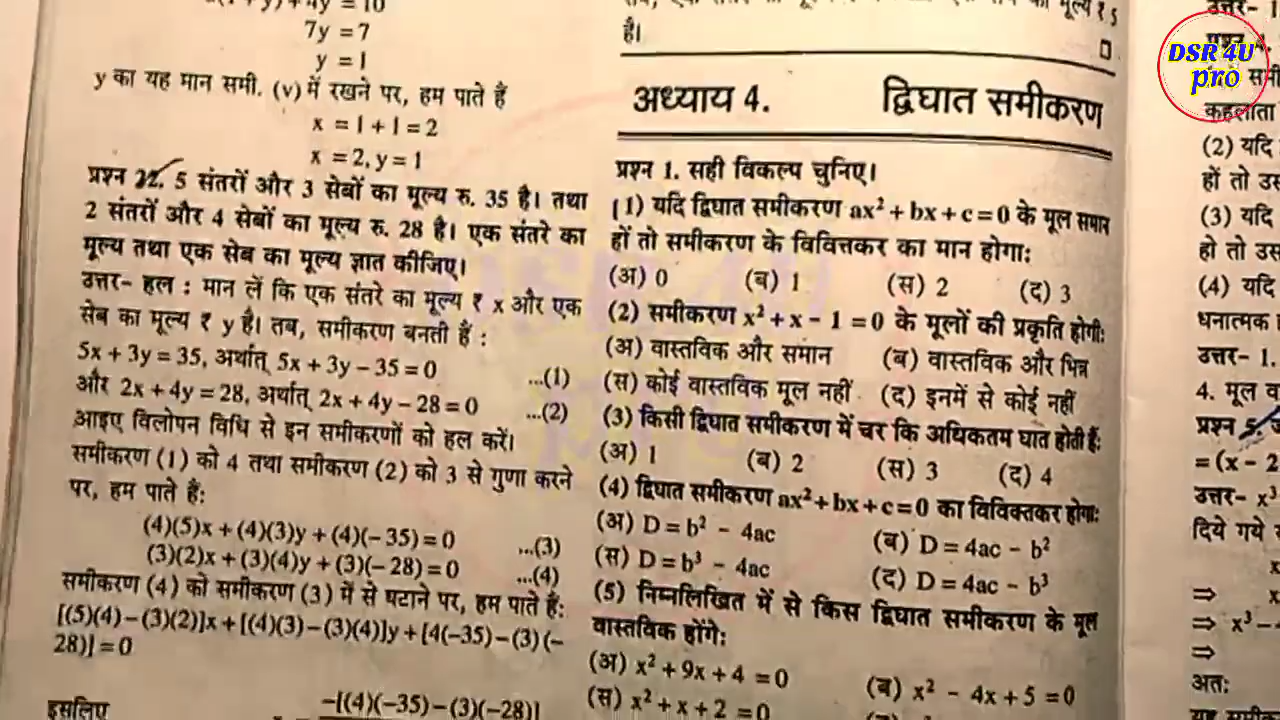 7y = 7
y = 1
y का यह मान समी. (v) में रखने पर, हम पाते हैं
x = 1 + 1 = 2
x = 2, y = 1
प्रश्न 22. 5 संतरों और 3 सेबों का मूल्य रु. 35 है। तथा
2 संतरों और 4 सेबों का मूल्य रु. 28 है। एक संतरे का
मूल्य तथा एक सेब का मूल्य ज्ञात कीजिए।
उत्तर- हल : मान लें कि एक संतरे का मूल्य ₹ x और एक
सेब का मूल्य ₹ y है। तब, समीकरण बनती हैं :
5x + 3y = 35, अर्थात् 5x + 3y – 35 = 0 ...(1)
और 2x + 4y = 28, अर्थात् 2x + 4y – 28 = 0 ...(2)
आइए विलोपन विधि से इन समीकरणों को हल करें।
समीकरण (1) को 4 तथा समीकरण (2) को 3 से गुणा करने
पर, हम पाते हैं:
(4)(5)x + (4)(3)y + (4)(– 35) = 0 ...(3)
(3)(2)x + (3)(4)y + (3)(– 28) = 0 ...(4)
समीकरण (4) को समीकरण (3) में से घटाने पर, हम पाते हैं:
[(5)(4) – (3)(2)]x + [(4)(3) – (3)(4)]y + [4(–35) – (3) (–
28)] = 0
इसलिए
–[(4)(–35) – (3)(–28)]
है।
अध्याय 4. द्विघात समीकरण
प्रश्न 1. सही विकल्प चुनिए।
(1) यदि द्विघात समीकरण ax² + bx + c = 0 के मूल समान
हों तो समीकरण के विवित्तकर का मान होगा:
(अ) 0 (ब) 1 (स) 2 (द) 3
(2) समीकरण x² + x – 1 = 0 के मूलों की प्रकृति होगी:
(अ) वास्तविक और समान (ब) वास्तविक और भिन्न
(स) कोई वास्तविक मूल नहीं (द) इनमें से कोई नहीं
(3) किसी द्विघात समीकरण में चर कि अधिकतम घात होती है:
(अ) 1 (ब) 2 (स) 3 (द) 4
(4) द्विघात समीकरण ax² + bx + c = 0 का विविक्तकर होगा:
(अ) D = b² – 4ac (ब) D = 4ac – b²
(स) D = b³ – 4ac (द) D = 4ac – b³
(5) निम्नलिखित में से किस द्विघात समीकरण के मूल
वास्तविक होंगे:
(अ) x² + 9x + 4 = 0 (ब) x² – 4x + 5 = 0
(स) x² + x + 2 = 0
DSR 4U
pro
कहलाता
(2) यदि
हों तो उस
(3) यदि
हो तो उस
(4) यदि
धनात्मक
उत्तर- 1.
4. मूल व
प्रश्न 5.
= (x – 2
उत्तर- x³
दिये गये
x
⇒ x
⇒ x³ –
⇒
अतः